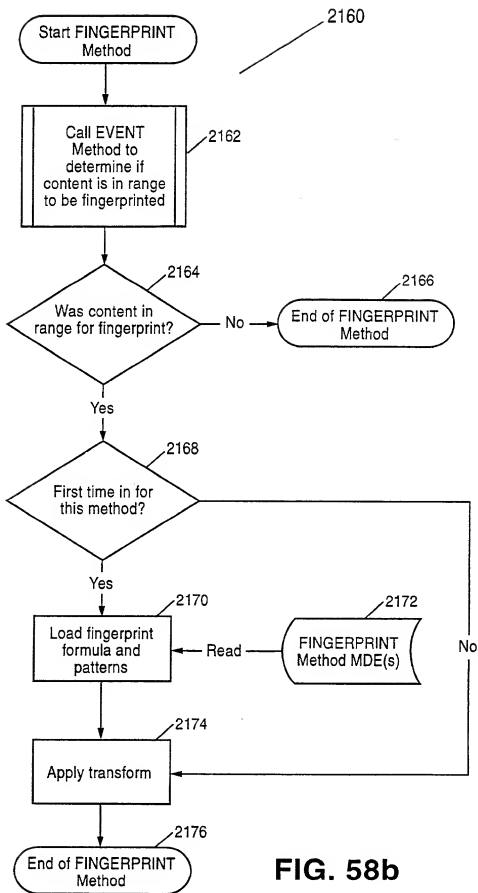 2160
Start FINGERPRINT
Method
Call EVENT
Method to
determine if
content is in range
to be fingerprinted
2162
2164
Was content in
range for fingerprint?
No
2166
End of FINGERPRINT
Method
Yes
2168
First time in for
this method?
Yes
No
2170
Load fingerprint
formula and
patterns
Read
2172
FINGERPRINT
Method MDE(s)
2174
Apply transform
2176
End of FINGERPRINT
Method
FIG. 58b